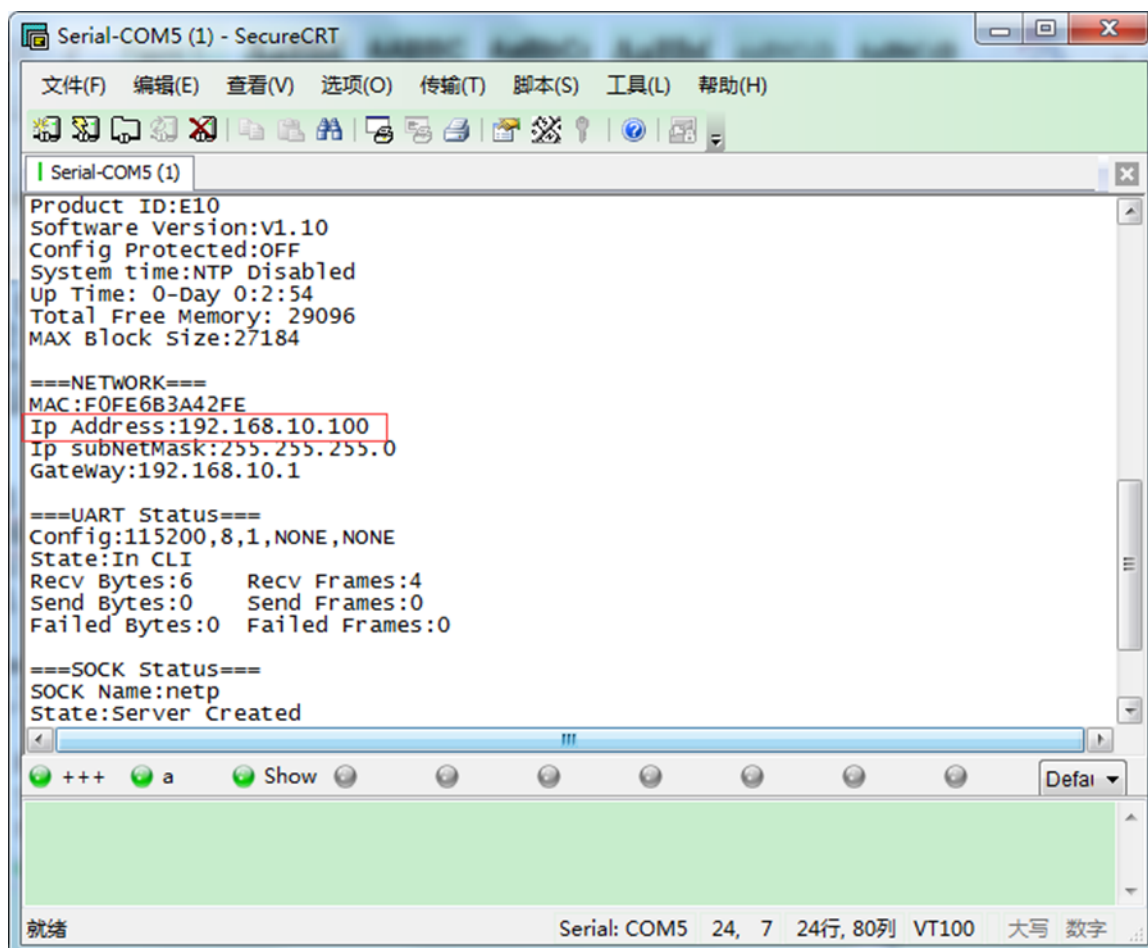 Serial-COM5 (1) - SecureCRT
文件(F) 编辑(E) 查看(V) 选项(O) 传输(T) 脚本(S) 工具(L) 帮助(H)
Serial-COM5 (1)
Product ID:E10
Software Version:V1.10
Config Protected:OFF
System time:NTP Disabled
Up Time: 0-Day 0:2:54
Total Free Memory: 29096
MAX Block Size:27184
===NETWORK===
MAC:F0FE6B3A42FE
Ip Address:192.168.10.100
Ip subNetMask:255.255.255.0
GateWay:192.168.10.1
===UART Status===
Config:115200,8,1,NONE,NONE
State:In CLI
Recv Bytes:6 Recv Frames:4
Send Bytes:0 Send Frames:0
Failed Bytes:0 Failed Frames:0
===SOCK Status===
SOCK Name:netp
State:Server Created
+++ a Show Defau
就绪 Serial: COM5 24, 7 24行, 80列 VT100 大写 数字